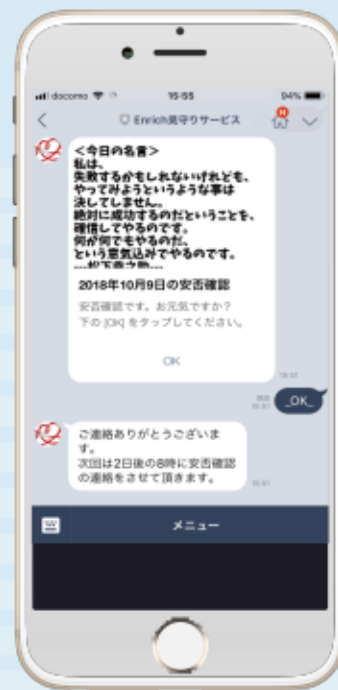 docomo
15:55
94%
Enrich見守りサービス
N
<今日の名言>
私は、
失敗するかもしれないけれども、
やってみようというような事は
決してしません。
絶対に成功するのだということを、
確信してやるのです。
何が何でもやるのだ、
という意気込みでやるのです。
2018年10月9日の安否確認
安否確認です。お元気ですか?
下の [OK] をタップしてください。
OK
_OK_
ご連絡ありがとうございま
す。
次回は2日後の8時に安否確認
の連絡をさせて頂きます。
メニュー